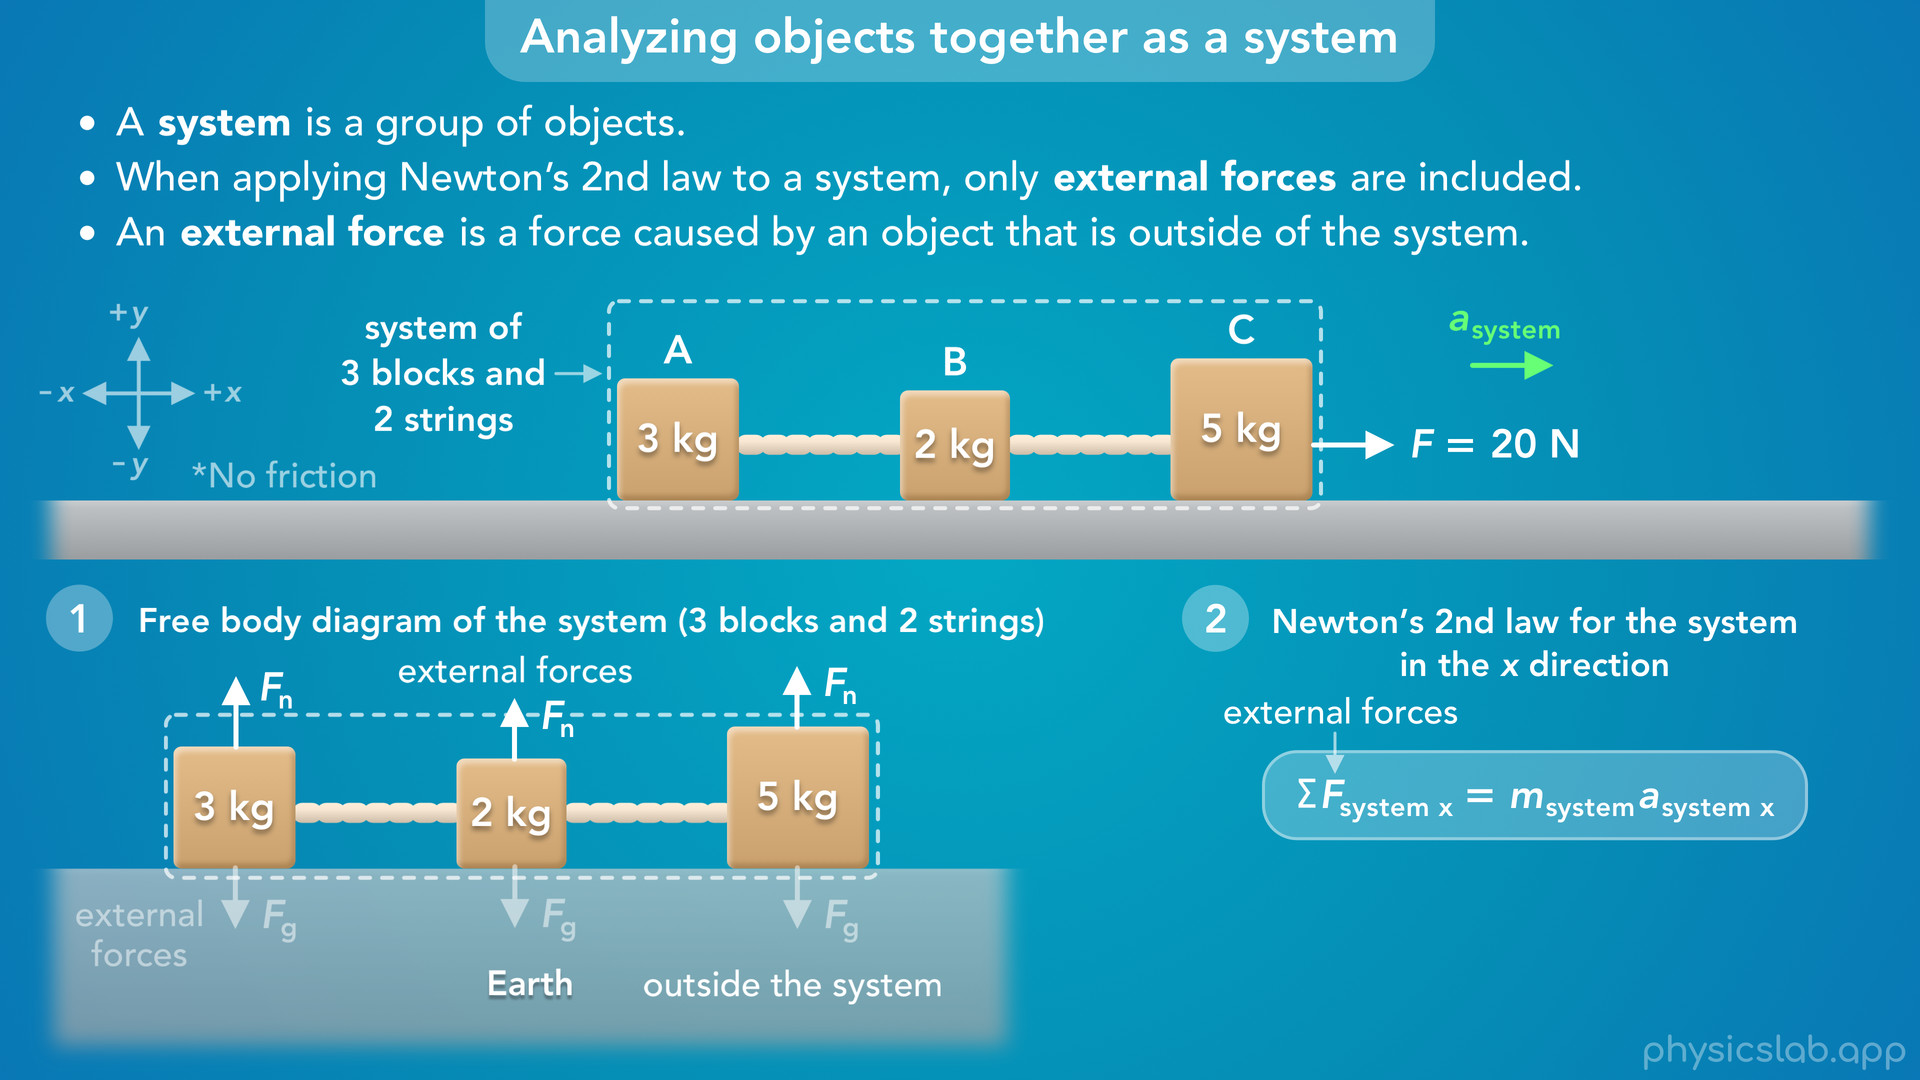 Analyzing objects together as a system
• A system is a group of objects.
• When applying Newton's 2nd law to a system, only external forces are included.
• An external force is a force caused by an object that is outside of the system.
+y
-x
+x
-y
*No friction
system of
3 blocks and
2 strings
A
B
C
3 kg
2 kg
5 kg
a system
F = 20 N
1
Free body diagram of the system (3 blocks and 2 strings)
external forces
Fn
Fn
Fn
3 kg
2 kg
5 kg
external
forces
Fg
Fg
Fg
Earth
outside the system
2
Newton's 2nd law for the system
in the x direction
external forces
ΣFsystem x = msystem asystem x
physicslab.app